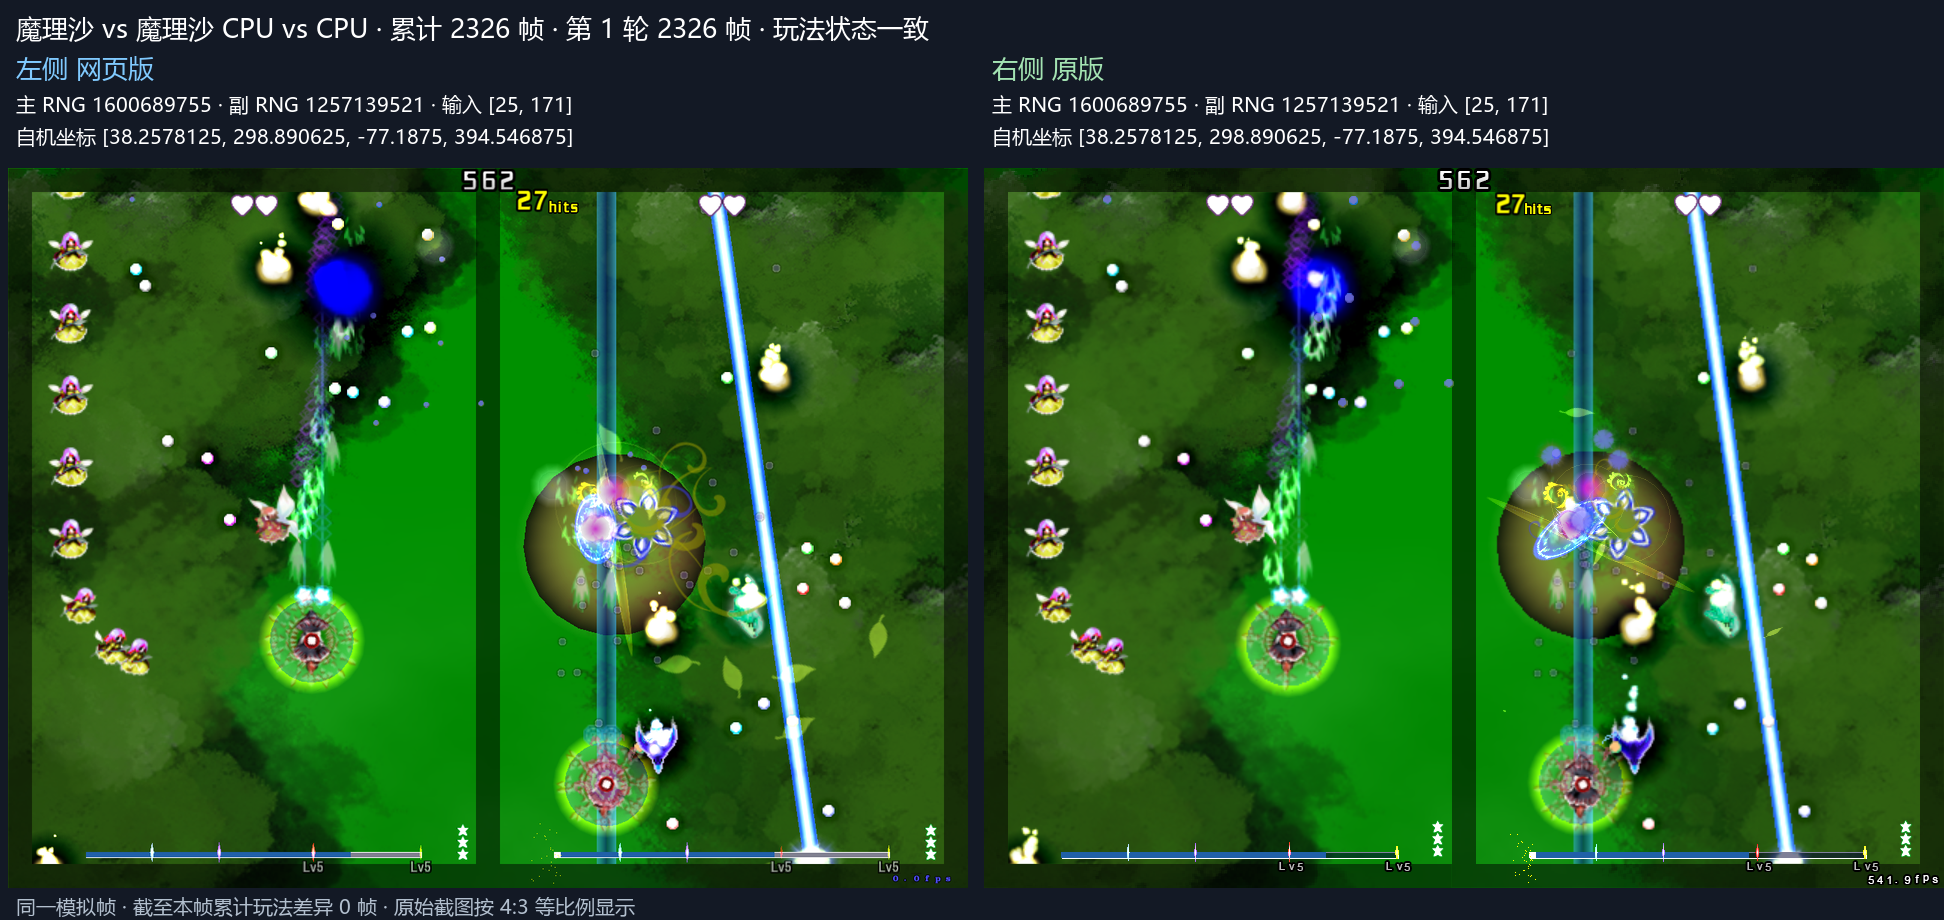 魔理沙 vs 魔理沙 CPU vs CPU · 累计 2326 帧 · 第 1 轮 2326 帧 · 玩法状态一致
左侧 网页版
主 RNG 1600689755 · 副 RNG 1257139521 · 输入 [25, 171]
自机坐标 [38.2578125, 298.890625, -77.1875, 394.546875]
右侧 原版
主 RNG 1600689755 · 副 RNG 1257139521 · 输入 [25, 171]
自机坐标 [38.2578125, 298.890625, -77.1875, 394.546875]
562
27hits
Lv5
Lv5
Lv5
Lv5
0.0fps
562
27hits
Lv5
Lv5
Lv5
Lv5
541.9fps
同一模拟帧 · 截至本帧累计玩法差异 0 帧 · 原始截图按 4:3 等比例显示